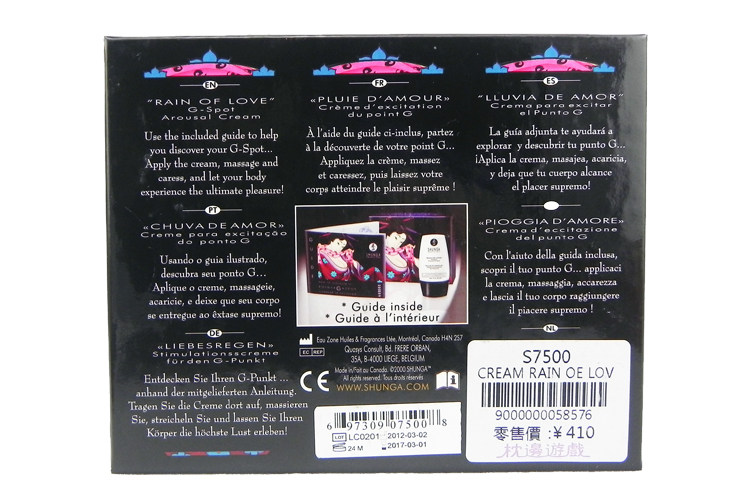 EN
"RAIN OF LOVE"
G-Spot
Arousal Cream
Use the included guide to help
you discover your G-Spot...
Apply the cream, massage and
caress, and let your body
experience the ultimate pleasure!
FR
«PLUIE D'AMOUR»
Crème d'excitation
du point G
À l'aide du guide ci-inclus, partez
à la découverte de votre point G...
Appliquez la crème, massez
et caressez, puis laissez votre
corps atteindre le plaisir suprême !
ES
"LLUVIA DE AMOR"
Crema para excitar
el Punto G
La guía adjunta te ayudará a
explorar y descubrir tu punto G...
¡Aplica la crema, masajea, acaricia,
y deja que tu cuerpo alcance
el placer supremo!
PT
«CHUVA DE AMOR»
Creme para excitação
do ponto G
Usando o guia ilustrado,
descubra seu ponto G...
Aplique o creme, massageie,
acaricie, e deixe que seu corpo
se entregue ao êxtase supremo!
SHUNGA
* Guide inside
* Guide à l'intérieur
«PIOGGIA D'AMORE»
Crema d'eccitazione
del punto G
Con l'aiuto della guida inclusa,
scopri il tuo punto G... applicaci
la crema, massaggia, accarezza
e lascia il tuo corpo raggiungere
il piacere supremo !
DE
«LIEBESREGEN»
Stimulationsscreme
für den G-Punkt
Entdecken Sie Ihren G-Punkt ...
anhand der mitgelieferten Anleitung.
Tragen Sie die Creme dort auf, massieren
Sie, streicheln Sie und lassen Sie Ihren
Körper die höchste Lust erleben!
Eau Zone Huiles & Fragrances Ltée, Montréal, Canada H4N 2S7
EC REP
Quasys Consult, Bd. FRERE ORBAN,
35A, B-4000 LIEGE, BELGIUM
CE
Made in/Fait au Canada. ©2000 SHUNGA™
All rights reserved. Tous droits réservés
WWW.SHUNGA.COM
6 97309 07500 8
LOT LC0201 2012-03-02
24 M 2017-03-01
NL
S7500
CREAM RAIN OE LOV
9000000058576
零售價 :¥410
枕邊遊戲